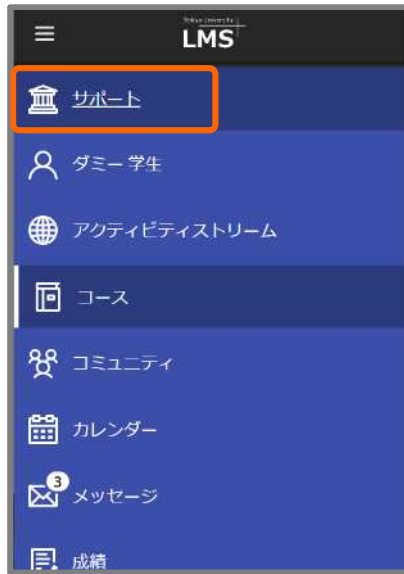 LMS
サポート
ダミー 学生
アクティビティストリーム
コース
コミュニティ
カレンダー
3
メッセージ
成績